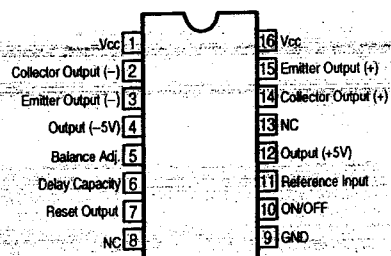 Vcc 1 16 Vcc
Collector Output (–) 2 15 Emitter Output (+)
Emitter Output (–) 3 14 Collector Output (+)
Output (–5V) 4 13 NC
Balance Adj. 5 12 Output (+5V)
Delay Capacity 6 11 Reference Input
Reset Output 7 10 ON/OFF
NC 8 9 GND